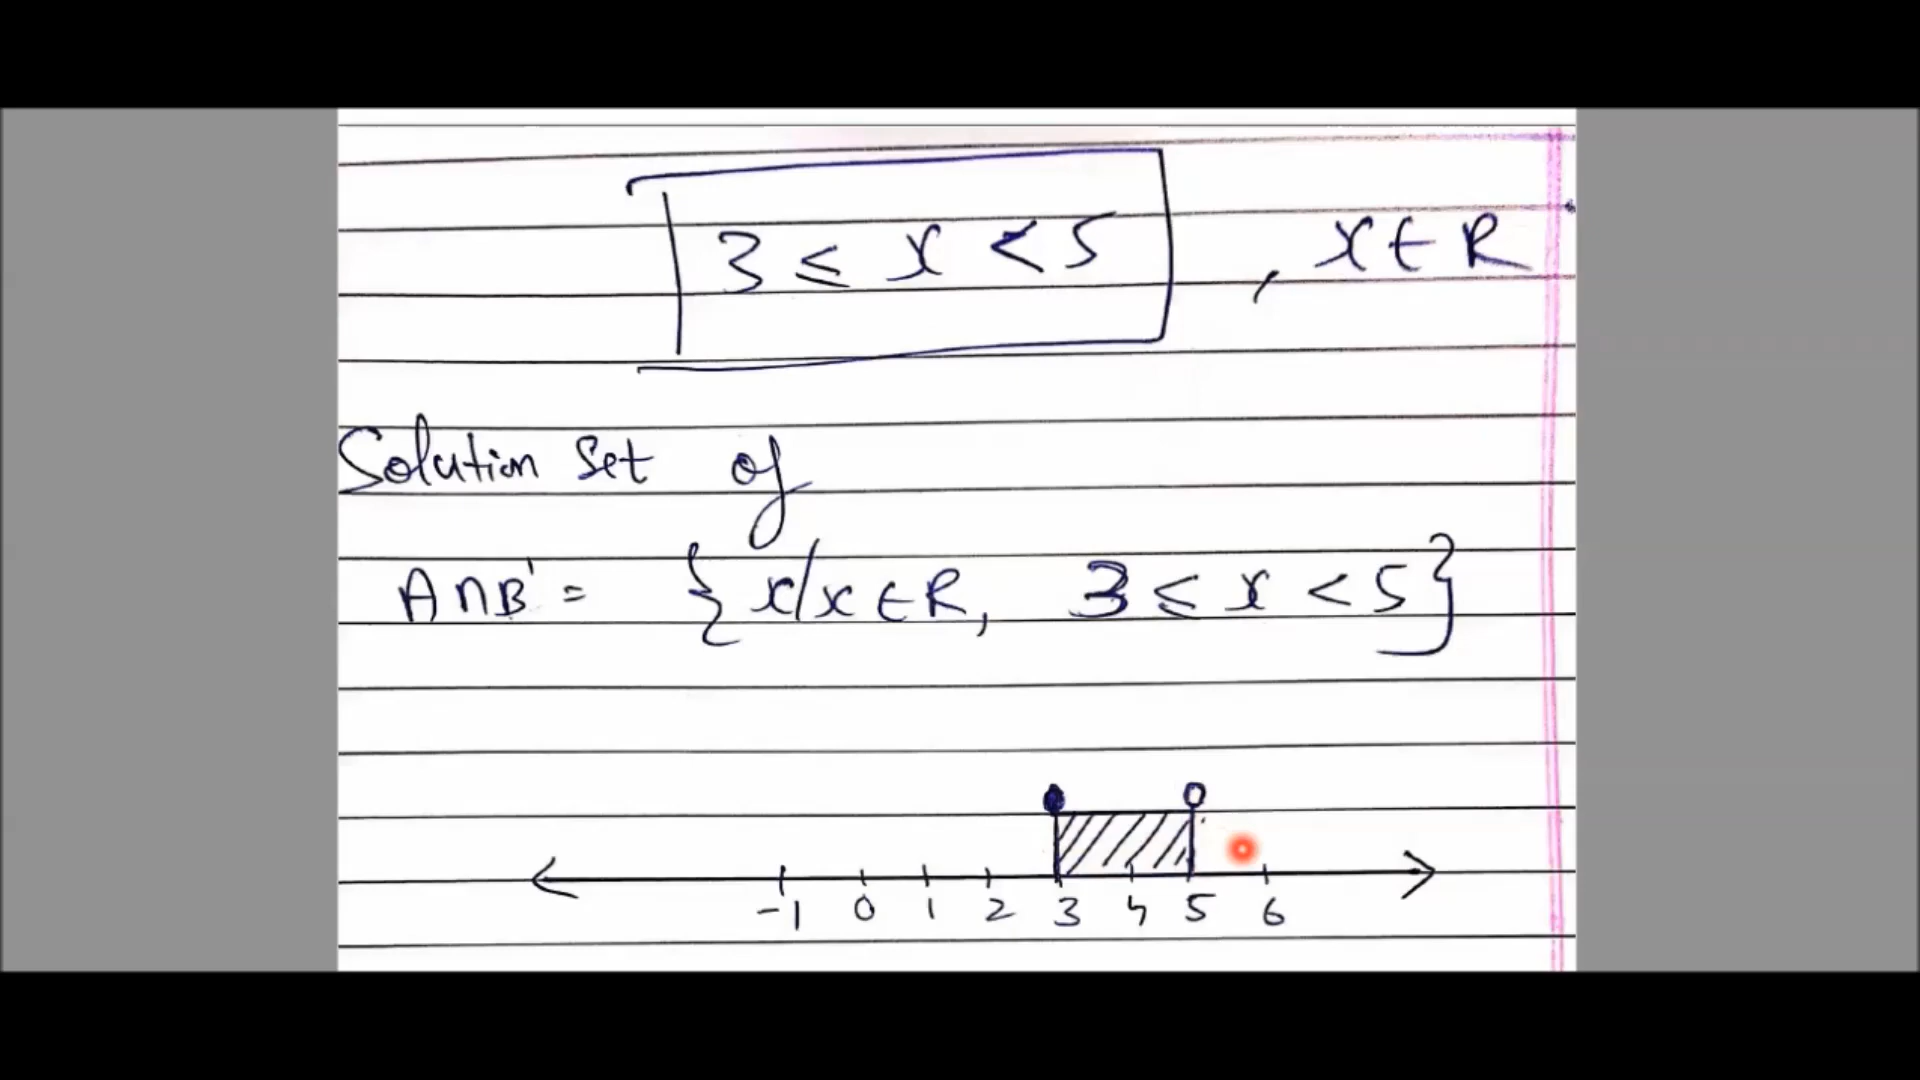 3 ≤ x < 5 , x ∈ R
Solution Set of
A∩B' = {x/x ∈ R, 3 ≤ x < 5}
-1 0 1 2 3 4 5 6